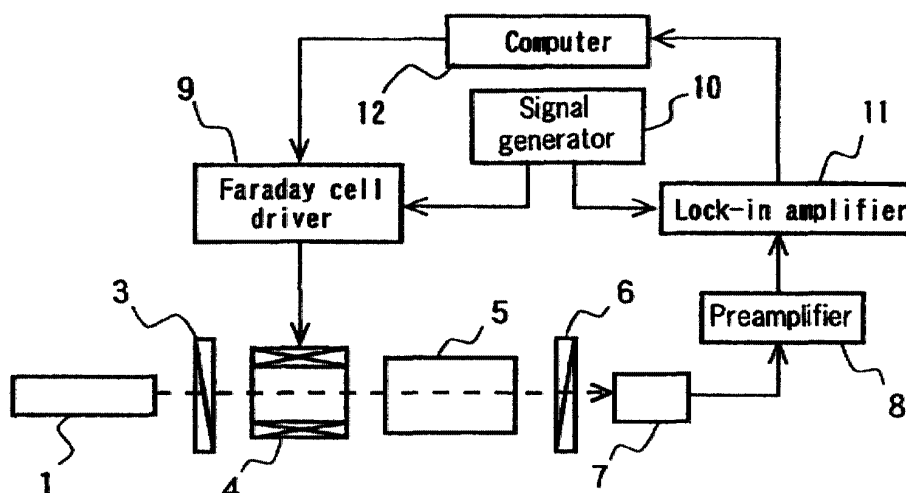 Computer
12
9
10
Signal
generator
11
Faraday cell
driver
Lock-in amplifier
3
5
6
Preamplifier
8
1
4
7